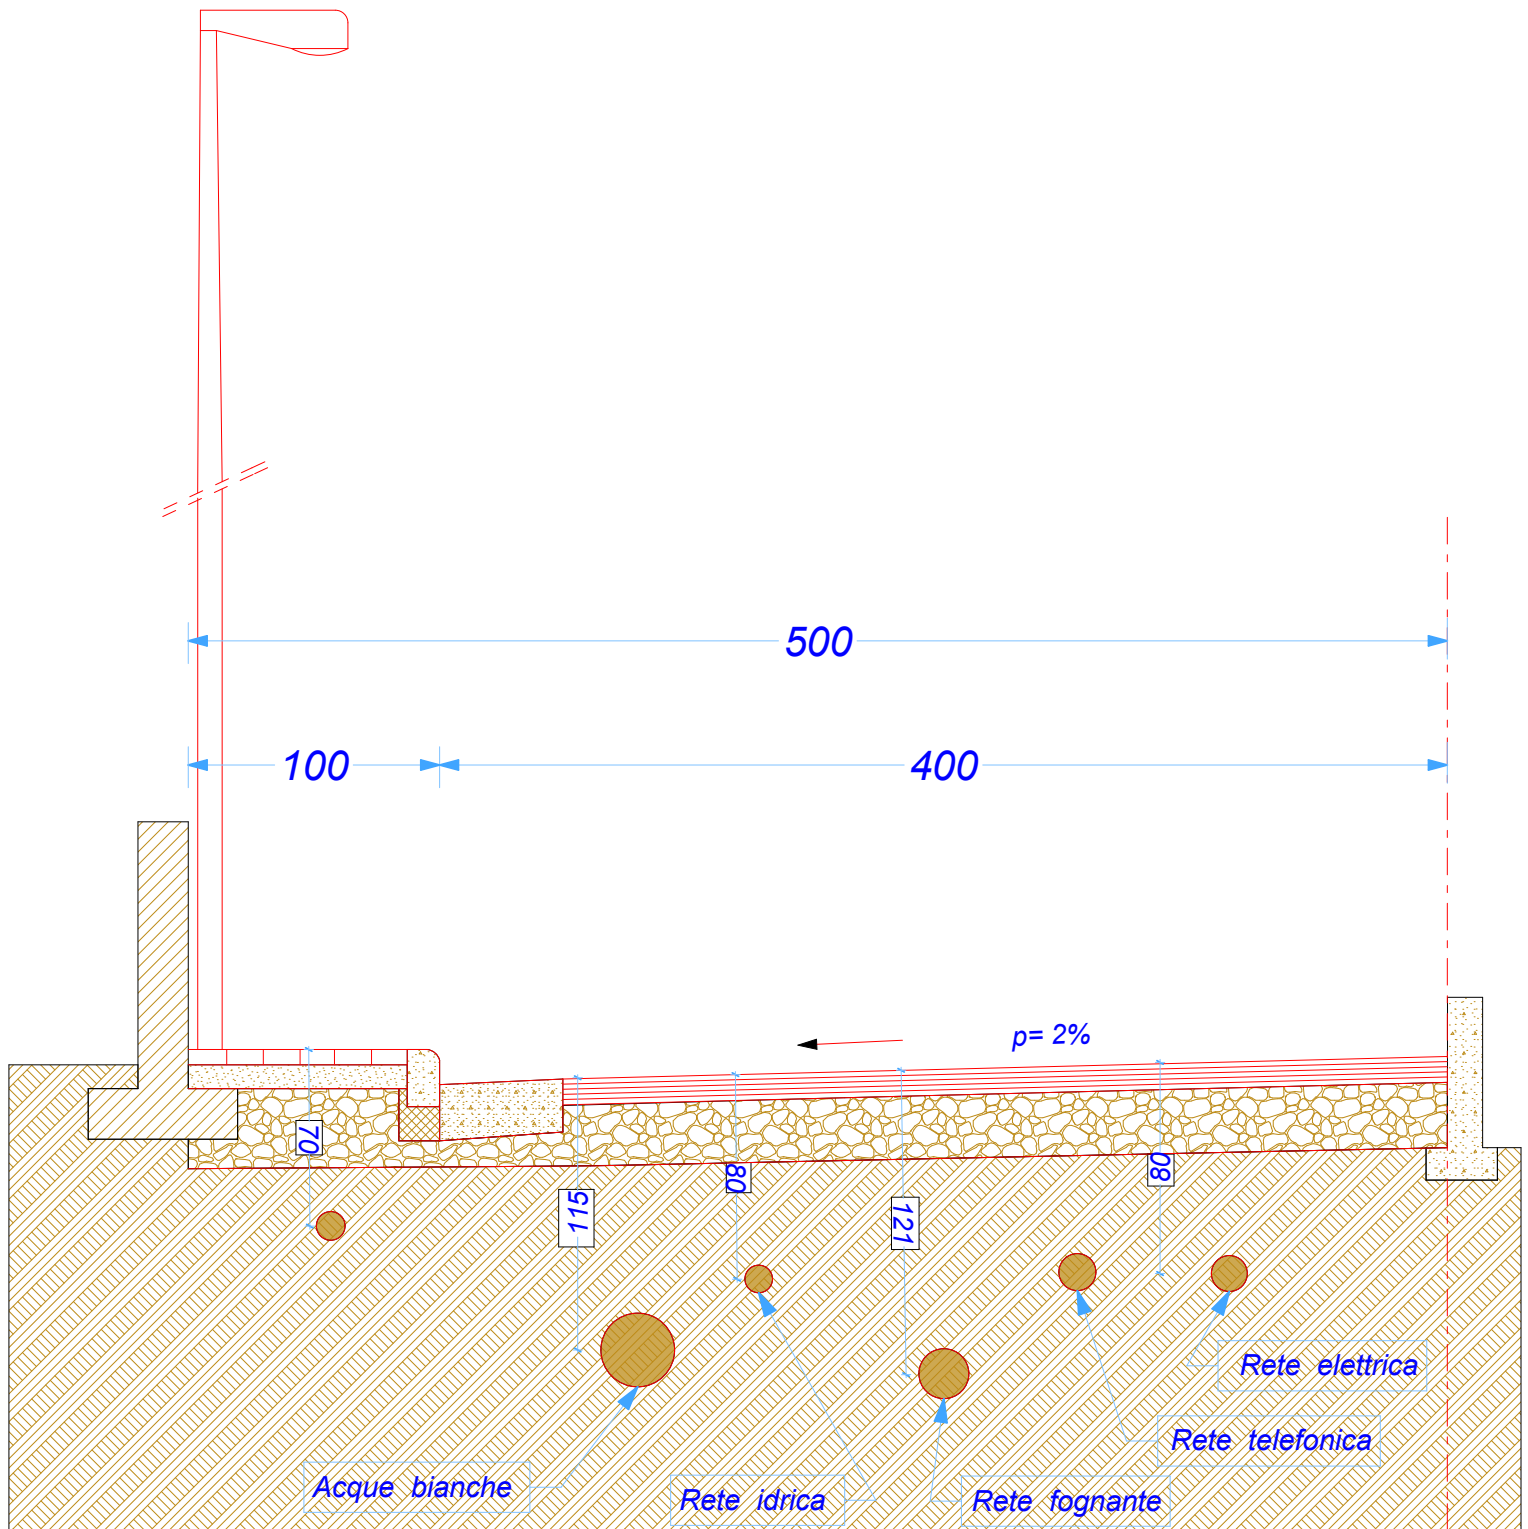 500
100
400
p= 2%
70
115
80
121
80
Rete elettrica
Rete telefonica
Acque bianche
Rete idrica
Rete fognante